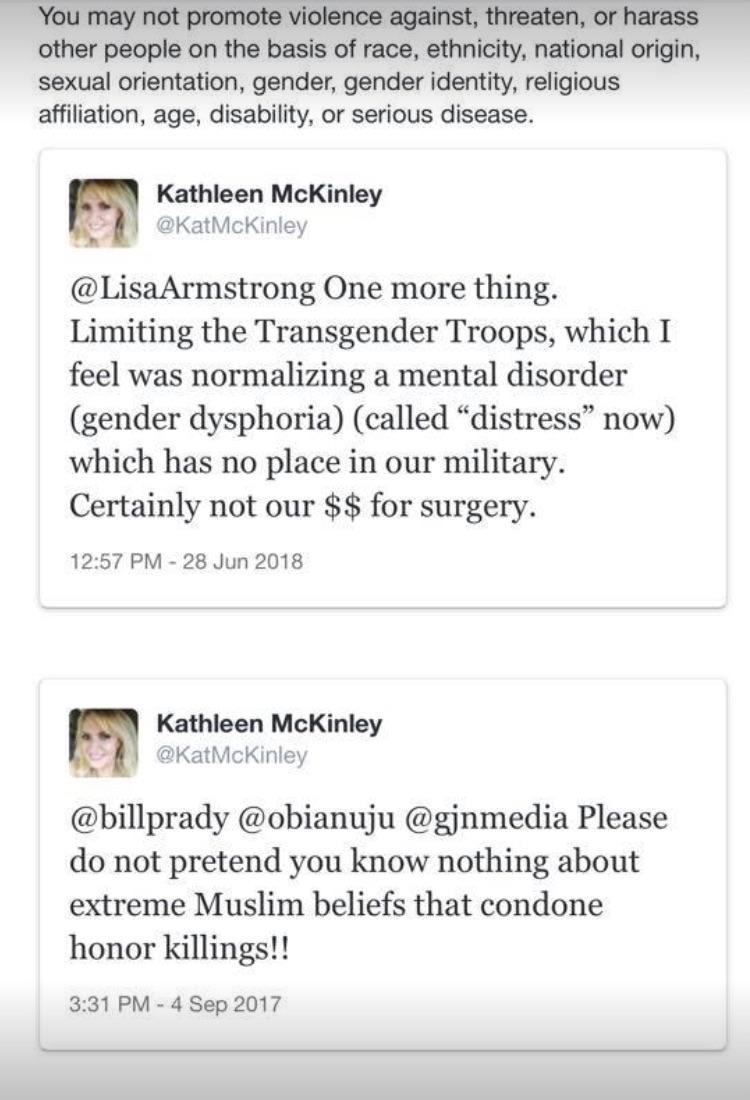 You may not promote violence against, threaten, or harass
other people on the basis of race, ethnicity, national origin,
sexual orientation, gender, gender identity, religious
affiliation, age, disability, or serious disease.
Kathleen McKinley
@KatMcKinley
@LisaArmstrong One more thing.
Limiting the Transgender Troops, which I
feel was normalizing a mental disorder
(gender dysphoria) (called “distress” now)
which has no place in our military.
Certainly not our $$ for surgery.
12:57 PM - 28 Jun 2018
Kathleen McKinley
@KatMcKinley
@billprady @obianuju @gjnmedia Please
do not pretend you know nothing about
extreme Muslim beliefs that condone
honor killings!!
3:31 PM - 4 Sep 2017